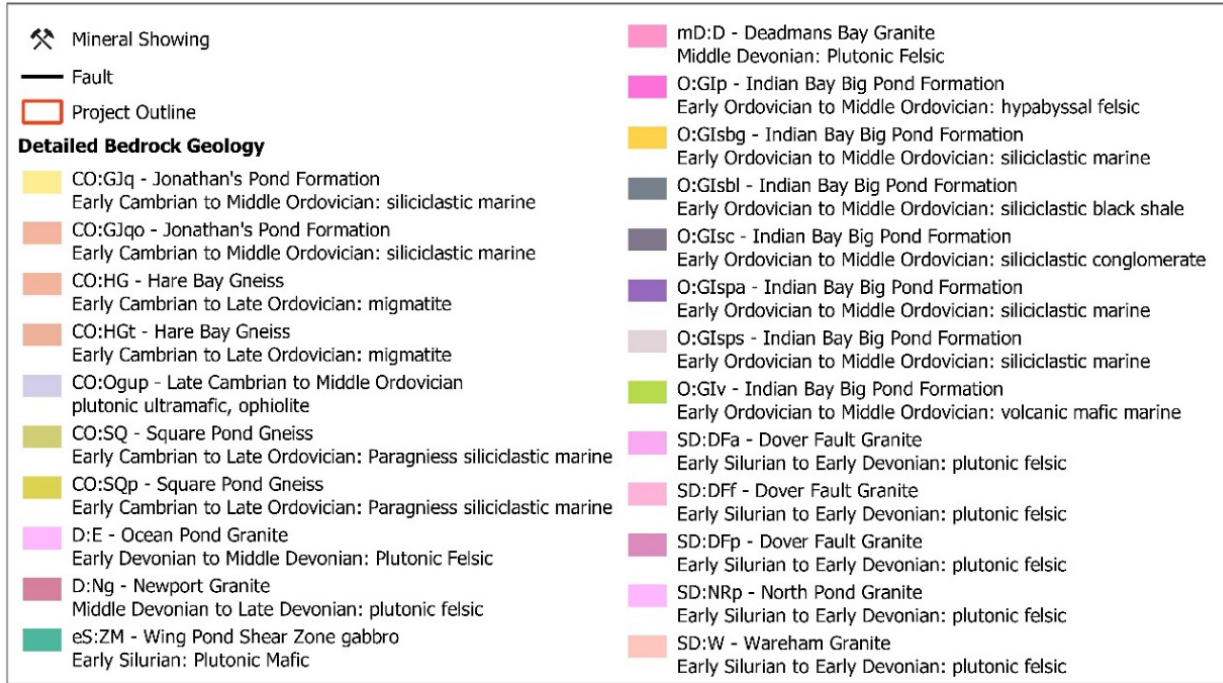 Mineral Showing
Fault
Project Outline
Detailed Bedrock Geology
CO:GJq - Jonathan's Pond Formation
Early Cambrian to Middle Ordovician: siliciclastic marine
CO:GJqo - Jonathan's Pond Formation
Early Cambrian to Middle Ordovician: siliciclastic marine
CO:HG - Hare Bay Gneiss
Early Cambrian to Late Ordovician: migmatite
CO:HGt - Hare Bay Gneiss
Early Cambrian to Late Ordovician: migmatite
CO:Ogup - Late Cambrian to Middle Ordovician
plutonic ultramafic, ophiolite
CO:SQ - Square Pond Gneiss
Early Cambrian to Late Ordovician: Paragniess siliciclastic marine
CO:SQp - Square Pond Gneiss
Early Cambrian to Late Ordovician: Paragniess siliciclastic marine
D:E - Ocean Pond Granite
Early Devonian to Middle Devonian: Plutonic Felsic
D:Ng - Newport Granite
Middle Devonian to Late Devonian: plutonic felsic
eS:ZM - Wing Pond Shear Zone gabbro
Early Silurian: Plutonic Mafic
mD:D - Deadmans Bay Granite
Middle Devonian: Plutonic Felsic
O:GIp - Indian Bay Big Pond Formation
Early Ordovician to Middle Ordovician: hypabyssal felsic
O:GIsbg - Indian Bay Big Pond Formation
Early Ordovician to Middle Ordovician: siliciclastic marine
O:GIsbl - Indian Bay Big Pond Formation
Early Ordovician to Middle Ordovician: siliciclastic black shale
O:GIsc - Indian Bay Big Pond Formation
Early Ordovician to Middle Ordovician: siliciclastic conglomerate
O:GIspa - Indian Bay Big Pond Formation
Early Ordovician to Middle Ordovician: siliciclastic marine
O:GIsps - Indian Bay Big Pond Formation
Early Ordovician to Middle Ordovician: siliciclastic marine
O:GIv - Indian Bay Big Pond Formation
Early Ordovician to Middle Ordovician: volcanic mafic marine
SD:DFa - Dover Fault Granite
Early Silurian to Early Devonian: plutonic felsic
SD:DFf - Dover Fault Granite
Early Silurian to Early Devonian: plutonic felsic
SD:DFp - Dover Fault Granite
Early Silurian to Early Devonian: plutonic felsic
SD:NRp - North Pond Granite
Early Silurian to Early Devonian: plutonic felsic
SD:W - Wareham Granite
Early Silurian to Early Devonian: plutonic felsic